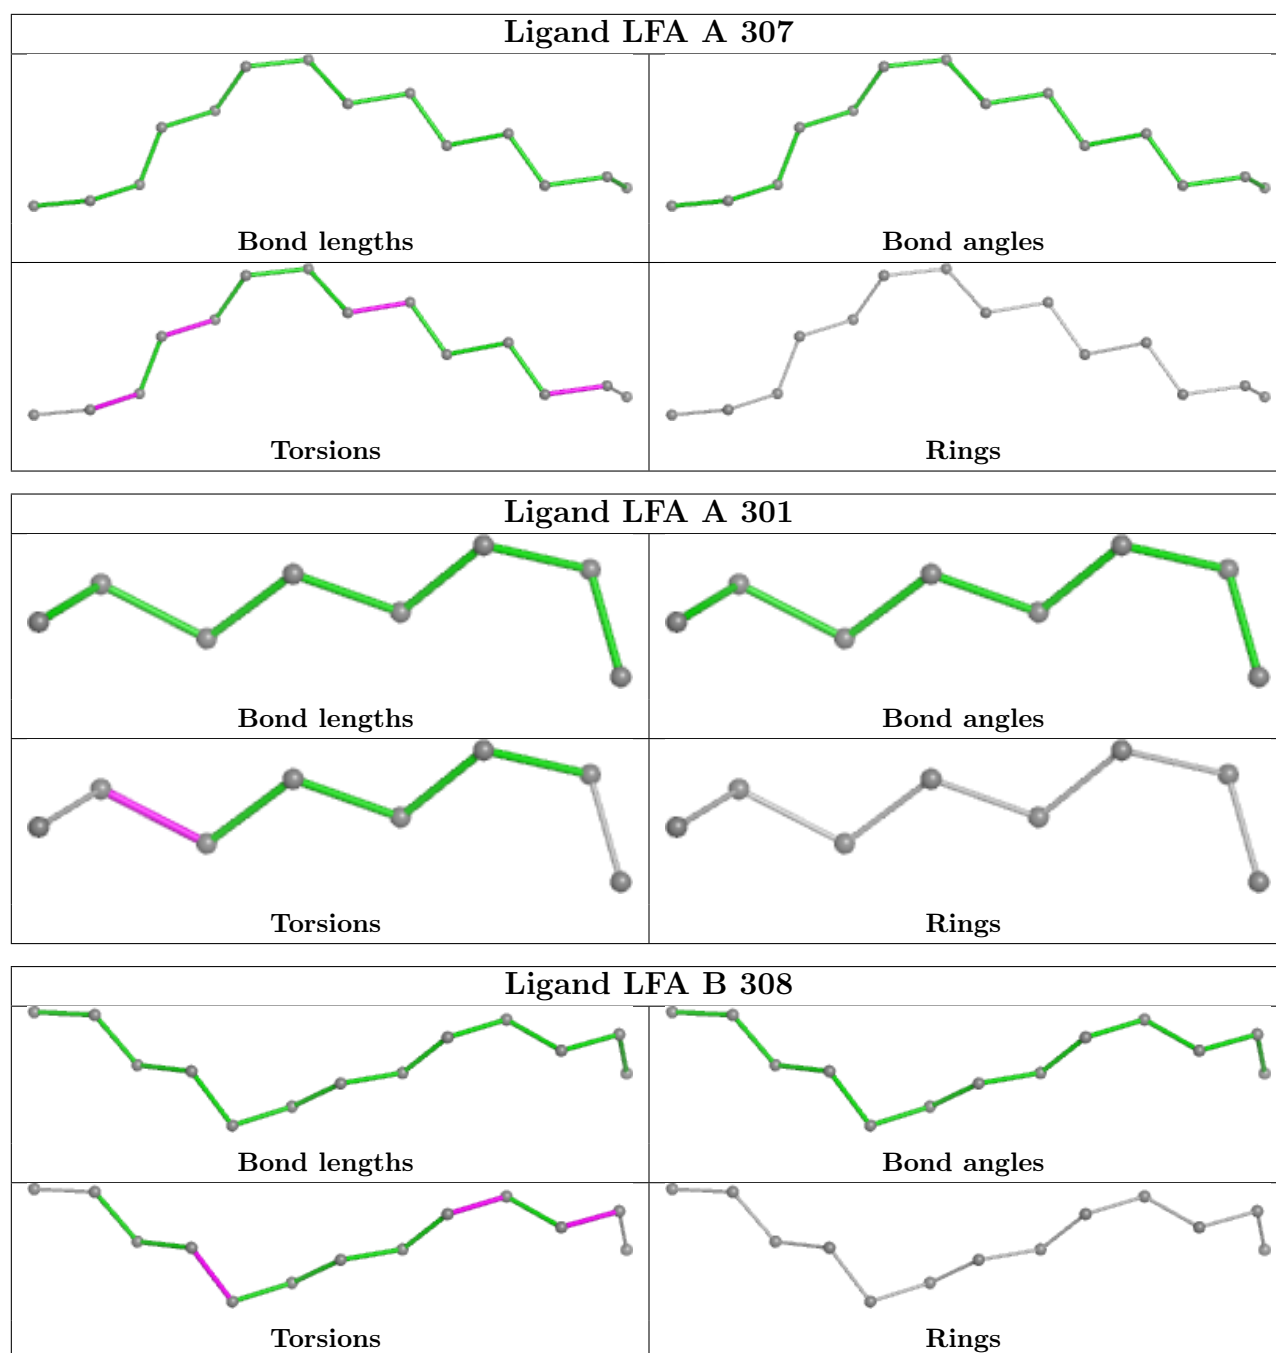 Ligand LFA A 307
Bond lengths
Bond angles
Torsions
Rings
Ligand LFA A 301
Bond lengths
Bond angles
Torsions
Rings
Ligand LFA B 308
Bond lengths
Bond angles
Torsions
Rings